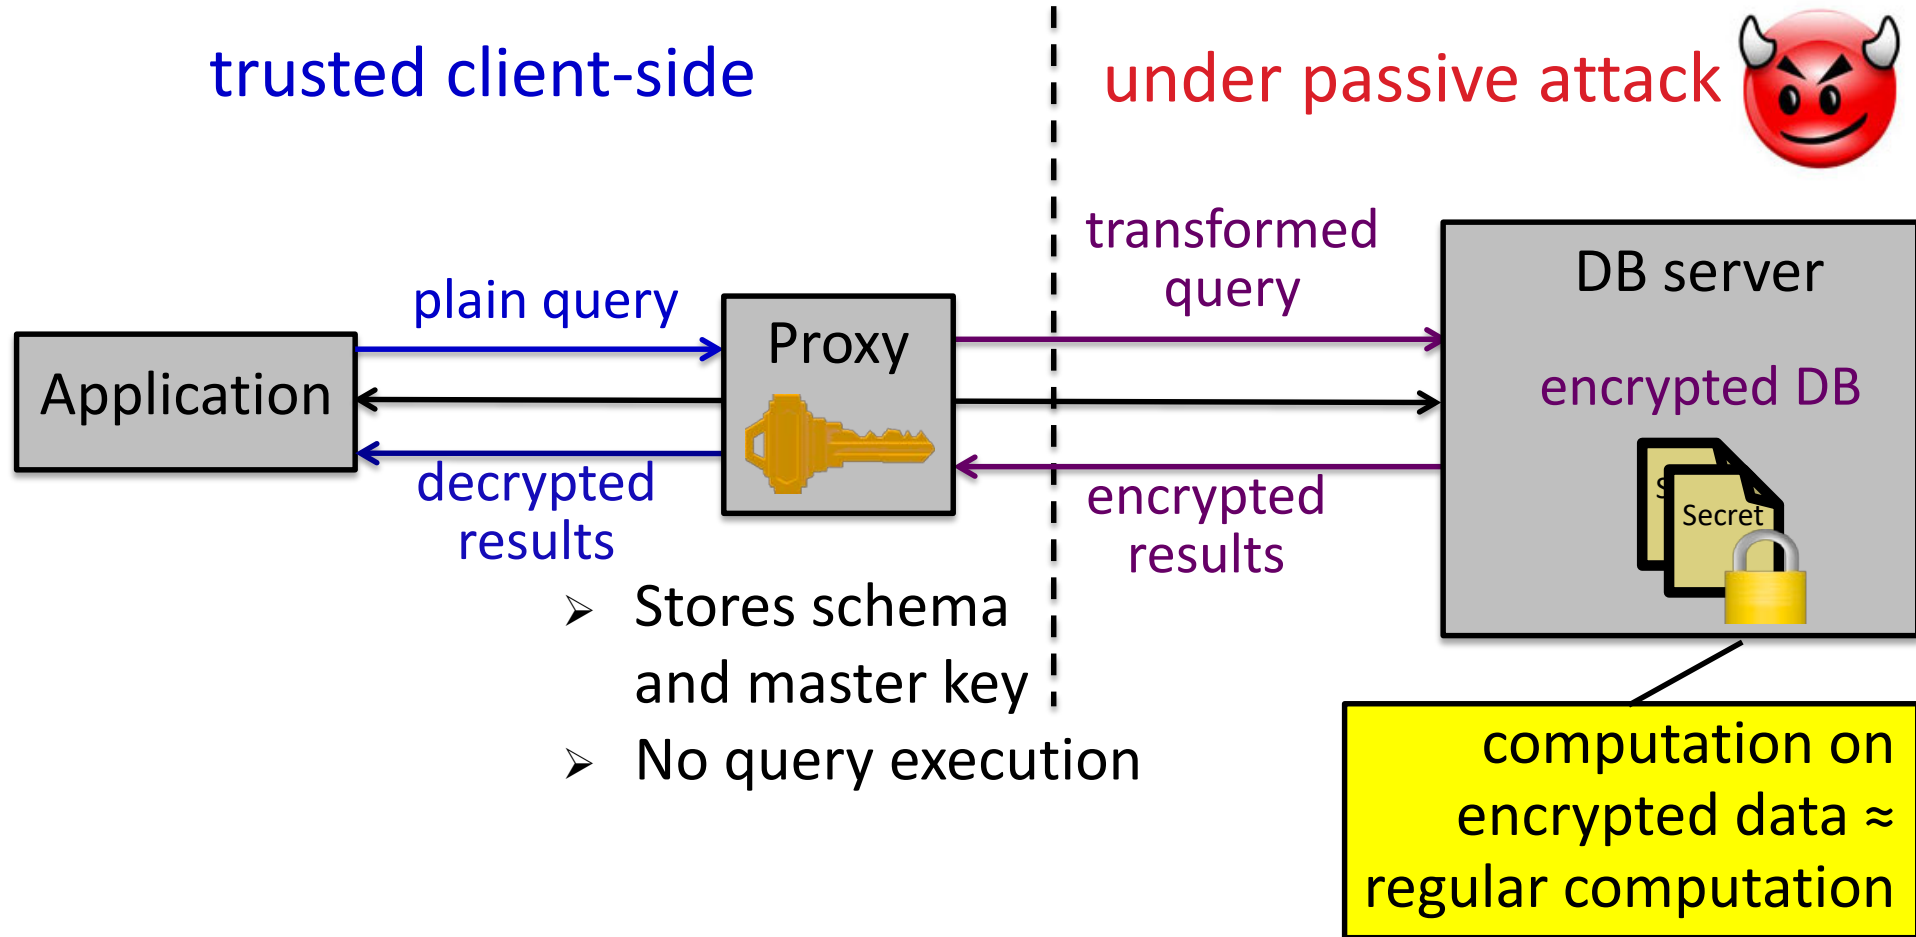 trusted client-side
under passive attack
transformed
query
DB server
plain query
Proxy
Application
encrypted DB
decrypted
results
encrypted
results
S
Secret
➢ Stores schema
and master key
➢ No query execution
computation on
encrypted data ≈
regular computation